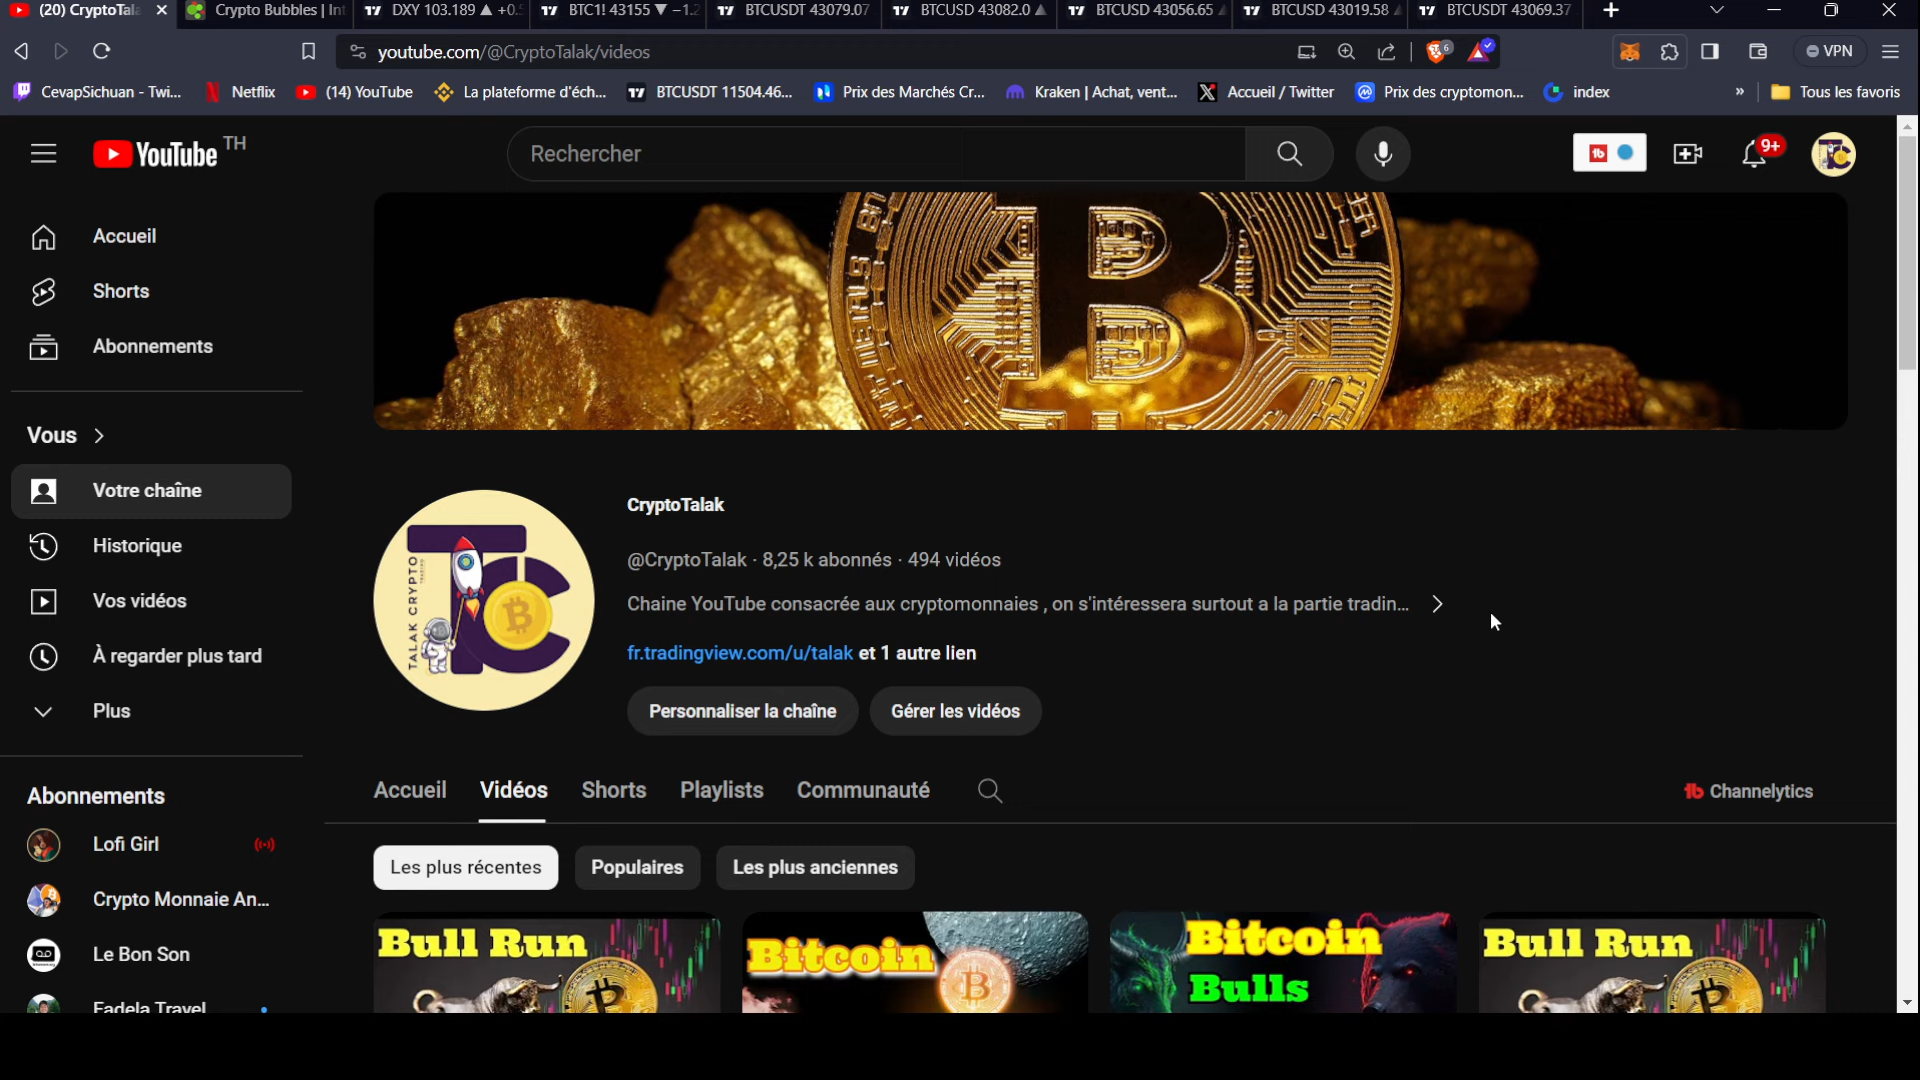 (20) CryptoTala
Crypto Bubbles | Int
DXY 103.189 ▲ +0.5
BTC1! 43155 ▼ −1.2
BTCUSDT 43079.07
BTCUSD 43082.0 ▲
BTCUSD 43056.65
BTCUSD 43019.58
BTCUSDT 43069.37
youtube.com/@CryptoTalak/videos
6
VPN
CevapSichuan - Twi...
Netflix
(14) YouTube
La plateforme d'éch...
BTCUSDT 11504.46...
Prix des Marchés Cr...
Kraken | Achat, vent...
Accueil / Twitter
Prix des cryptomon...
index
»
Tous les favoris
YouTube TH
Rechercher
9+
Accueil
Shorts
Abonnements
Vous
Votre chaîne
Historique
Vos vidéos
À regarder plus tard
Plus
Abonnements
Lofi Girl
Crypto Monnaie An...
Le Bon Son
Fadela Travel
TALAK CRYPTO
CryptoTalak
@CryptoTalak · 8,25 k abonnés · 494 vidéos
Chaine YouTube consacrée aux cryptomonnaies , on s'intéressera surtout a la partie tradin...
fr.tradingview.com/u/talak et 1 autre lien
Personnaliser la chaîne
Gérer les vidéos
Accueil
Vidéos
Shorts
Playlists
Communauté
Channelytics
Les plus récentes
Populaires
Les plus anciennes
Bull Run
Bitcoin
Bitcoin
Bulls
Bull Run